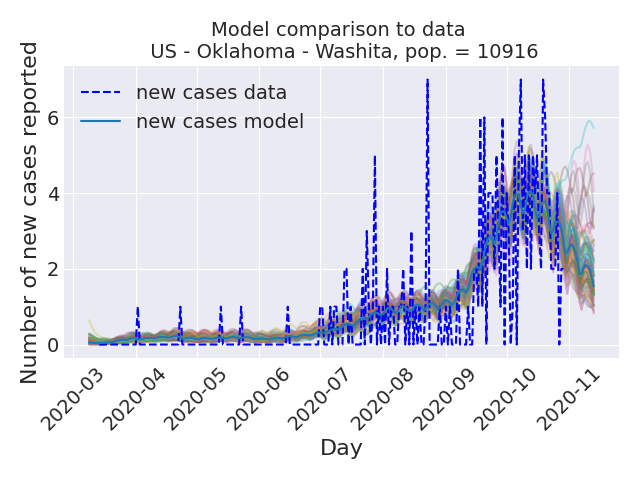 Model comparison to data
US - Oklahoma - Washita, pop. = 10916
Number of new cases reported
new cases data
new cases model
6
4
2
0
2020-03
2020-04
2020-05
2020-06
2020-07
2020-08
2020-09
2020-10
2020-11
Day